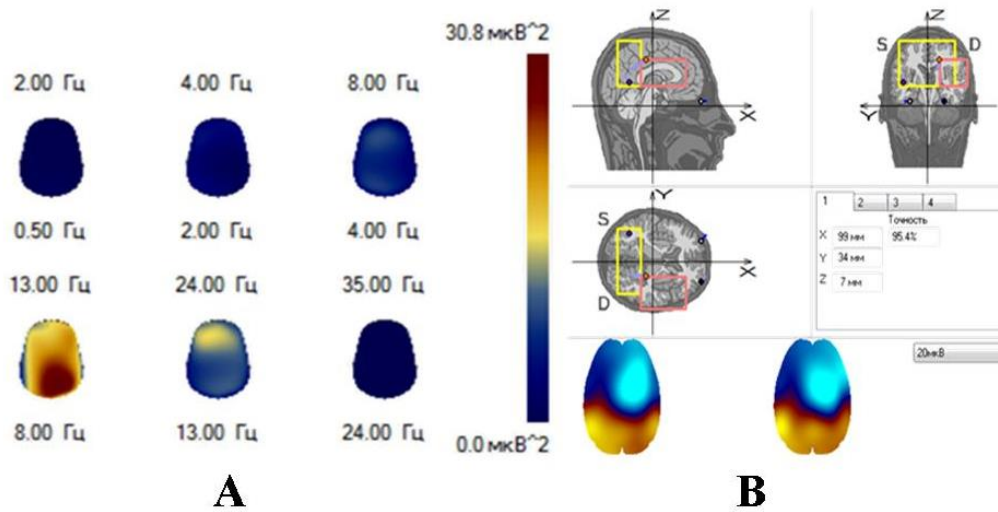 30.8 мкВ^2
2.00 Гц 4.00 Гц 8.00 Гц
0.50 Гц 2.00 Гц 4.00 Гц
13.00 Гц 24.00 Гц 35.00 Гц
8.00 Гц 13.00 Гц 24.00 Гц
0.0 мкВ^2
A
Z
X
Z
S D
Y
Y
S
X
D
1 2 3 4
Точность
X 99 мм 95.4%
Y 34 мм
Z 7 мм
20мкВ
B